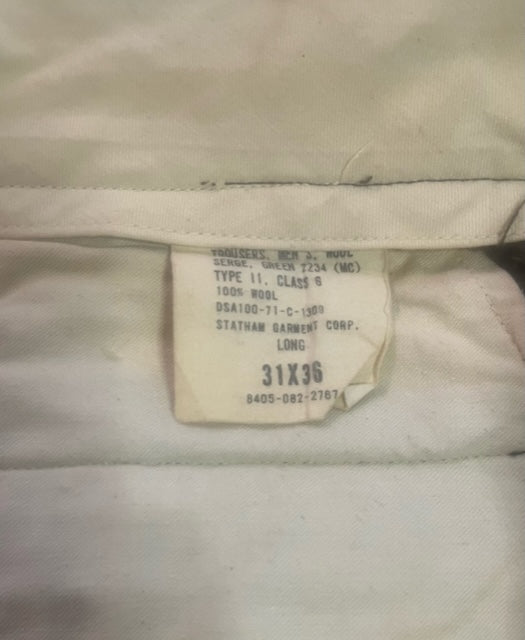 TROUSERS, MEN'S, WOOL
SERGE, GREEN 2234 (MC)
TYPE II, CLASS 6
100% WOOL
DSA100-71-C-1309
STATHAM GARMENT CORP.
LONG
31X36
8405-082-2767